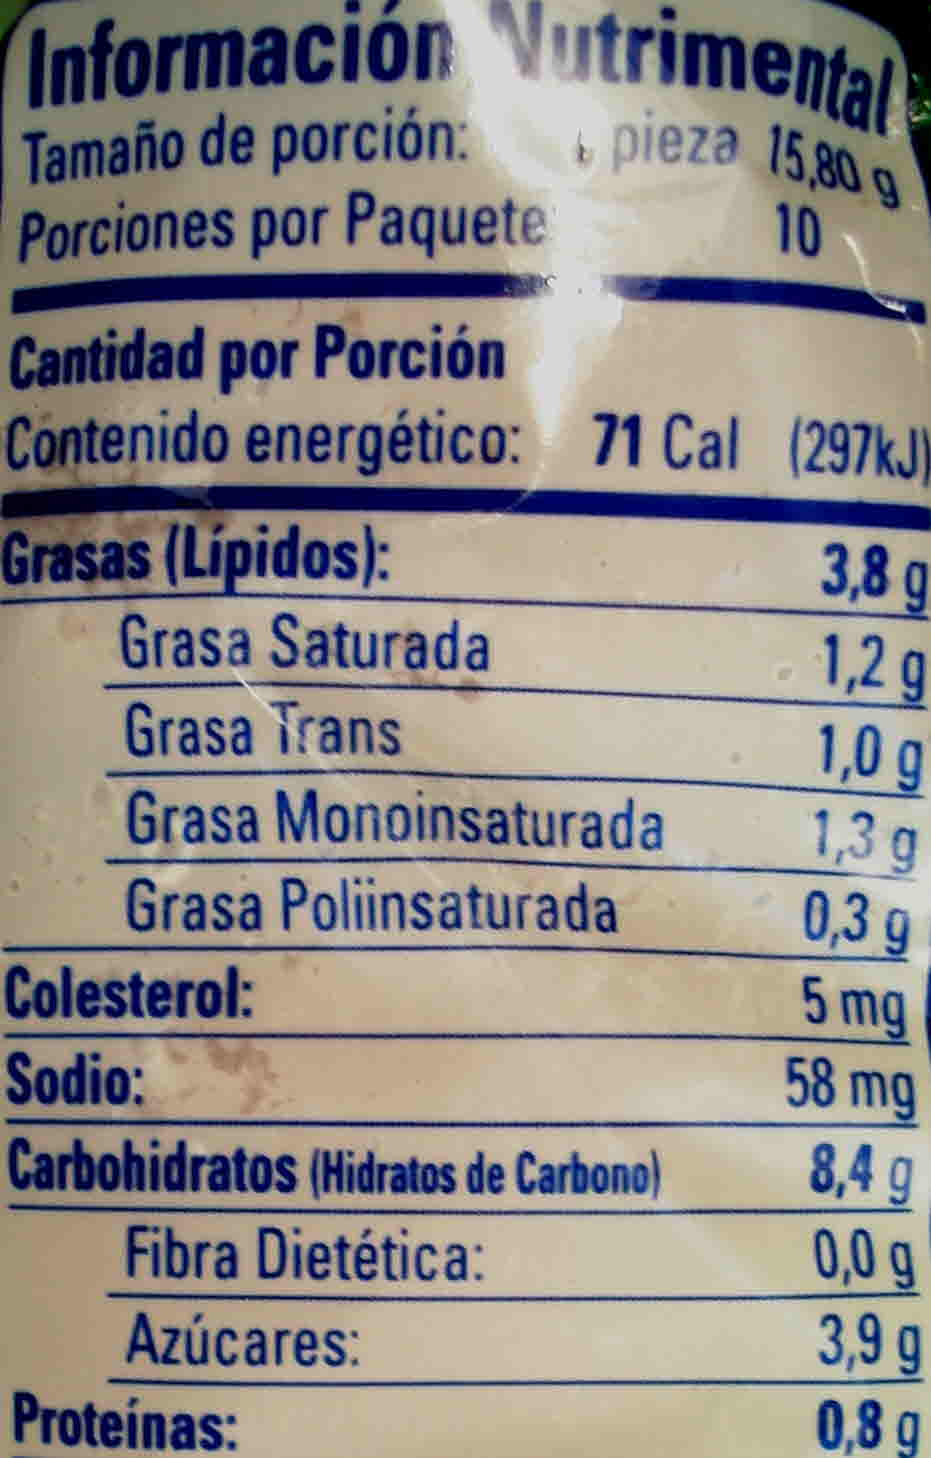 Información Nutrimental
Tamaño de porción: pieza 15,80 g
Porciones por Paquete: 10
Cantidad por Porción
Contenido energético: 71 Cal (297kJ)
Grasas (Lípidos): 3,8 g
Grasa Saturada 1,2 g
Grasa Trans 1,0 g
Grasa Monoinsaturada 1,3 g
Grasa Poliinsaturada 0,3 g
Colesterol: 5 mg
Sodio: 58 mg
Carbohidratos (Hidratos de Carbono) 8,4 g
Fibra Dietética: 0,0 g
Azúcares: 3,9 g
Proteínas: 0,8 g